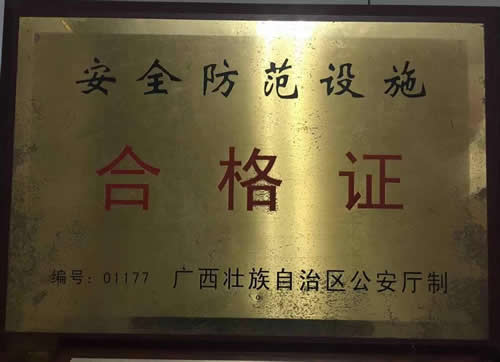 安全防范设施
合格证
编号：01177 广西壮族自治区公安厅制